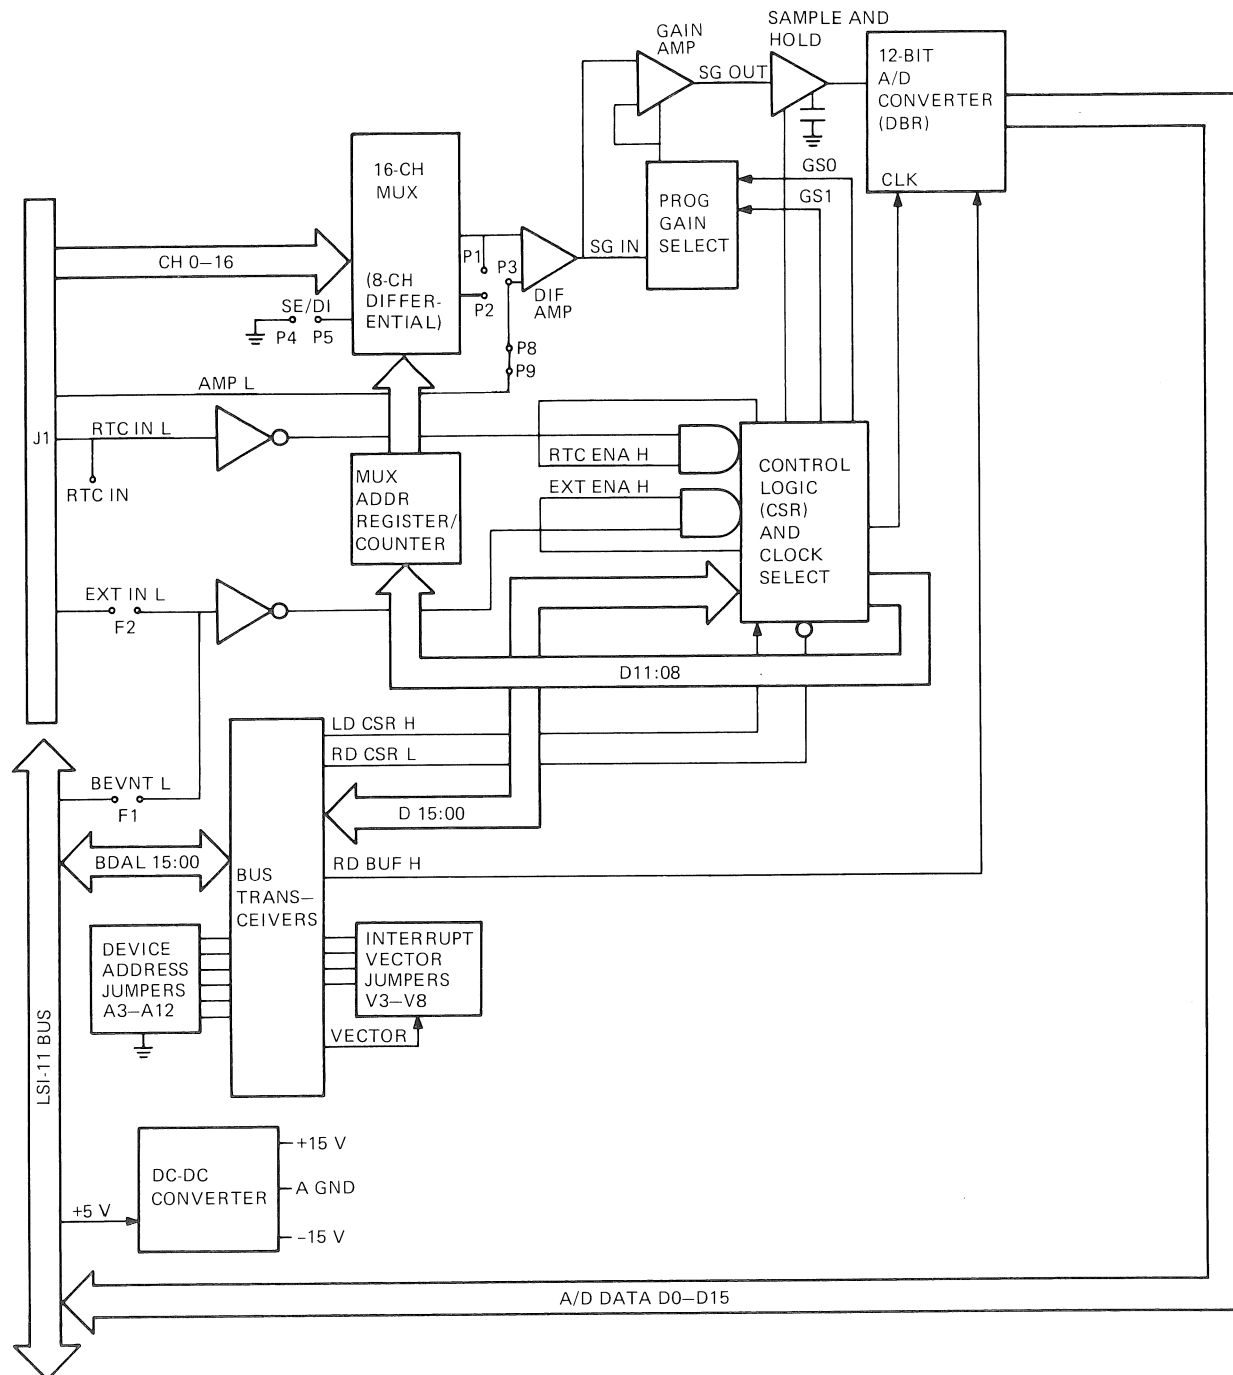 SAMPLE AND
HOLD
GAIN
AMP
SG OUT
12-BIT
A/D
CONVERTER
(DBR)
CLK
16-CH
MUX
(8-CH
DIFFER-
ENTIAL)
PROG
GAIN
SELECT
GS0
GS1
CH 0–16
SG IN
P1
P3
P2
DIF
AMP
SE/DI
P4
P5
P8
P9
AMP L
J1
RTC IN L
RTC IN
RTC ENA H
EXT ENA H
MUX
ADDR
REGISTER/
COUNTER
CONTROL
LOGIC
(CSR)
AND
CLOCK
SELECT
EXT IN L
F2
D11:08
LD CSR H
RD CSR L
BEVNT L
F1
D 15:00
BDAL 15:00
RD BUF H
BUS
TRANS–
CEIVERS
DEVICE
ADDRESS
JUMPERS
A3–A12
INTERRUPT
VECTOR
JUMPERS
V3–V8
VECTOR
LSI-11 BUS
DC-DC
CONVERTER
+15 V
A GND
–15 V
+5 V
A/D DATA D0–D15